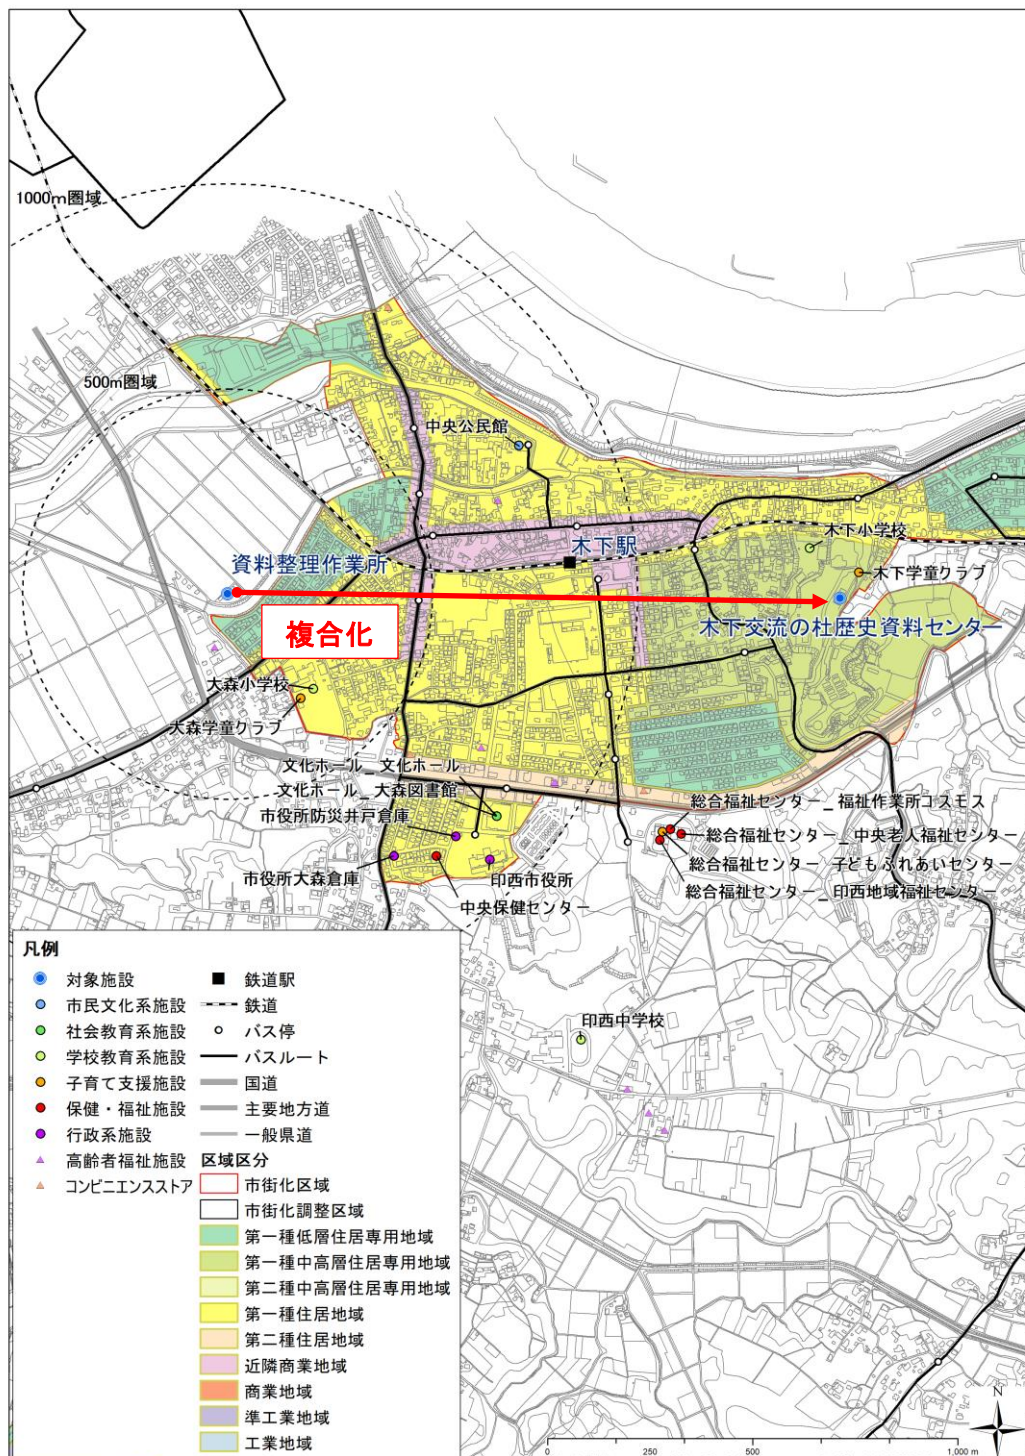 1000m圏域
500m圏域
中央公民館
木下小学校
木下駅
資料整理作業所
木下学童クラブ
木下交流の杜歴史資料センター
複合化
大森小学校
大森学童クラブ
文化ホール_文化ホール
文化ホール_大森図書館
市役所防災井戸倉庫
市役所大森倉庫
印西市役所
中央保健センター
総合福祉センター_福祉作業所コスモス
総合福祉センター_中央老人福祉センター
総合福祉センター_子どもふれあいセンター
総合福祉センター_印西地域福祉センター
印西中学校
凡例
対象施設
市民文化系施設
社会教育系施設
学校教育系施設
子育て支援施設
保健・福祉施設
行政系施設
高齢者福祉施設
コンビニエンスストア
鉄道駅
鉄道
バス停
バスルート
国道
主要地方道
一般県道
区域区分
市街化区域
市街化調整区域
第一種低層住居専用地域
第一種中高層住居専用地域
第二種中高層住居専用地域
第一種住居地域
第二種住居地域
近隣商業地域
商業地域
準工業地域
工業地域
N
0 250 500 1,000 m